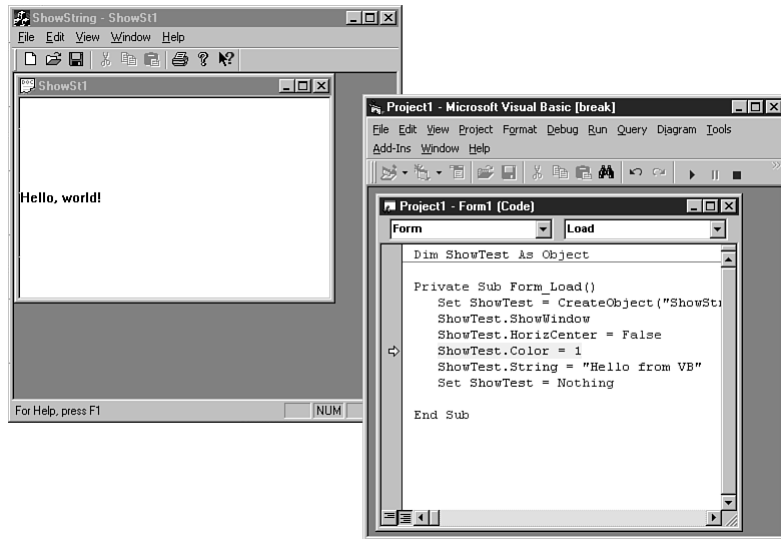 ShowString - ShowSt1
File Edit View Window Help
ShowSt1
Hello, world!
For Help, press F1
NUM
Project1 - Microsoft Visual Basic [break]
File Edit View Project Format Debug Run Query Diagram Tools
Add-Ins Window Help
Project1 - Form1 (Code)
Form Load
Dim ShowTest As Object
Private Sub Form_Load()
Set ShowTest = CreateObject("ShowStr
ShowTest.ShowWindow
ShowTest.HorizCenter = False
ShowTest.Color = 1
ShowTest.String = "Hello from VB"
Set ShowTest = Nothing
End Sub